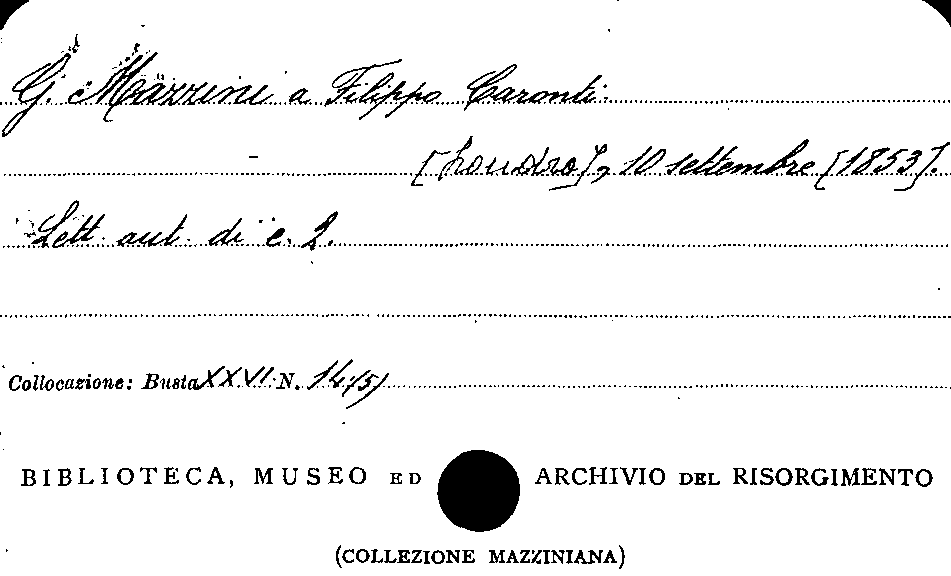 G. Mazzini a Filippo Caronti.
[Londra], 10 settembre [1853].
Lett. aut. di c. 2.
Collocazione: Busta XXVI N. 14(5)
BIBLIOTECA, MUSEO ED ARCHIVIO DEL RISORGIMENTO
(COLLEZIONE MAZZINIANA)